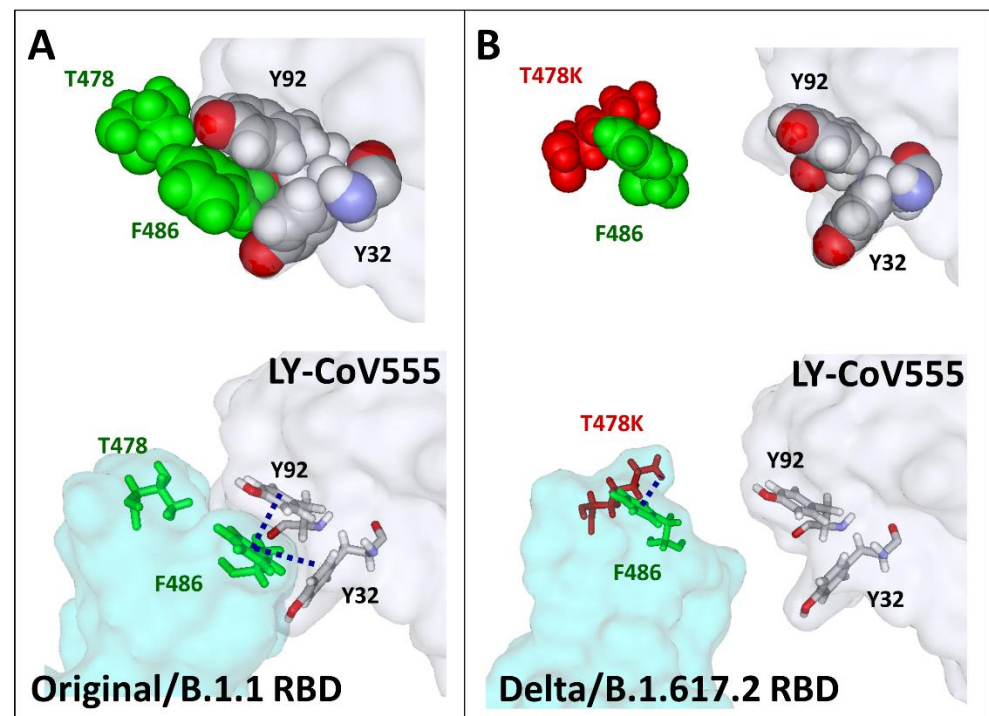 A
T478
Y92
F486
Y32
LY-CoV555
T478
Y92
F486
Y32
Original/B.1.1 RBD
B
T478K
Y92
F486
Y32
LY-CoV555
T478K
Y92
F486
Y32
Delta/B.1.617.2 RBD